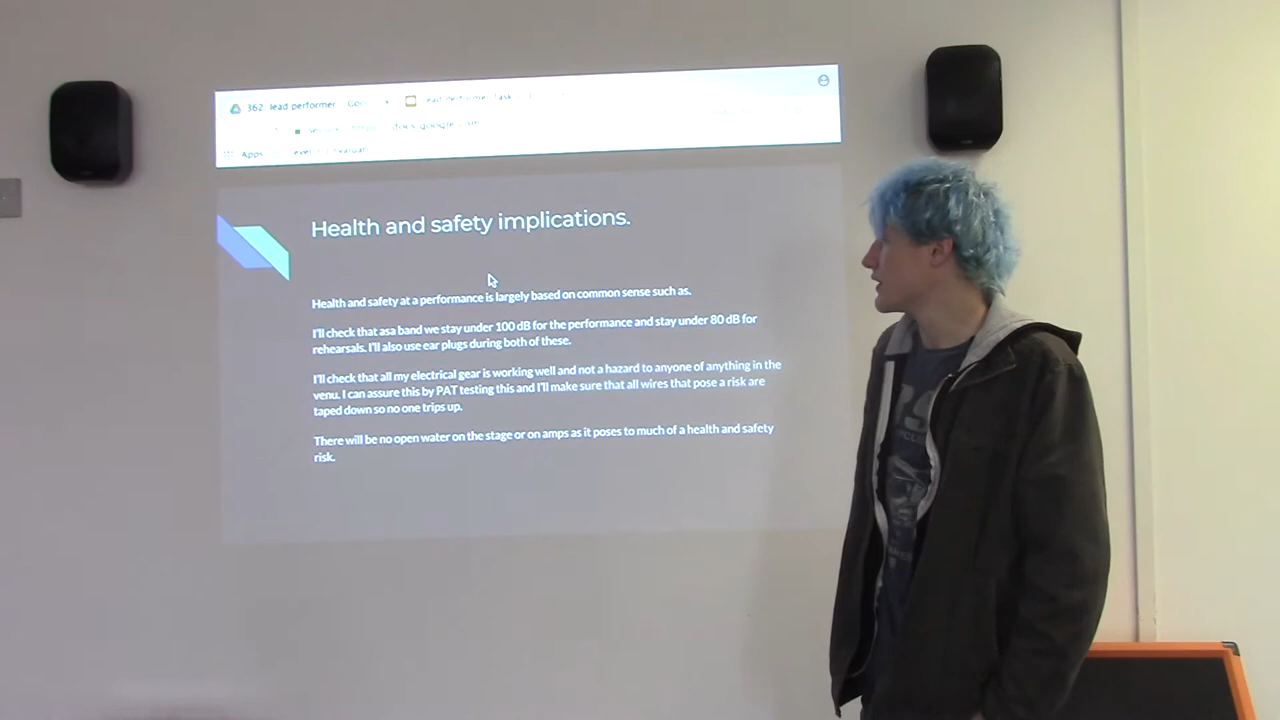 362 lead performer
Apps
Health and safety implications.
Health and safety at a performance is largely based on common sense such as.
I'll check that asa band we stay under 100 dB for the performance and stay under 80 dB for
rehearsals. I'll also use ear plugs during both of these.
I'll check that all my electrical gear is working well and not a hazard to anyone of anything in the
venu. I can assure this by PAT testing this and I'll make sure that all wires that pose a risk are
taped down so no one trips up.
There will be no open water on the stage or on amps as it poses to much of a health and safety
risk.